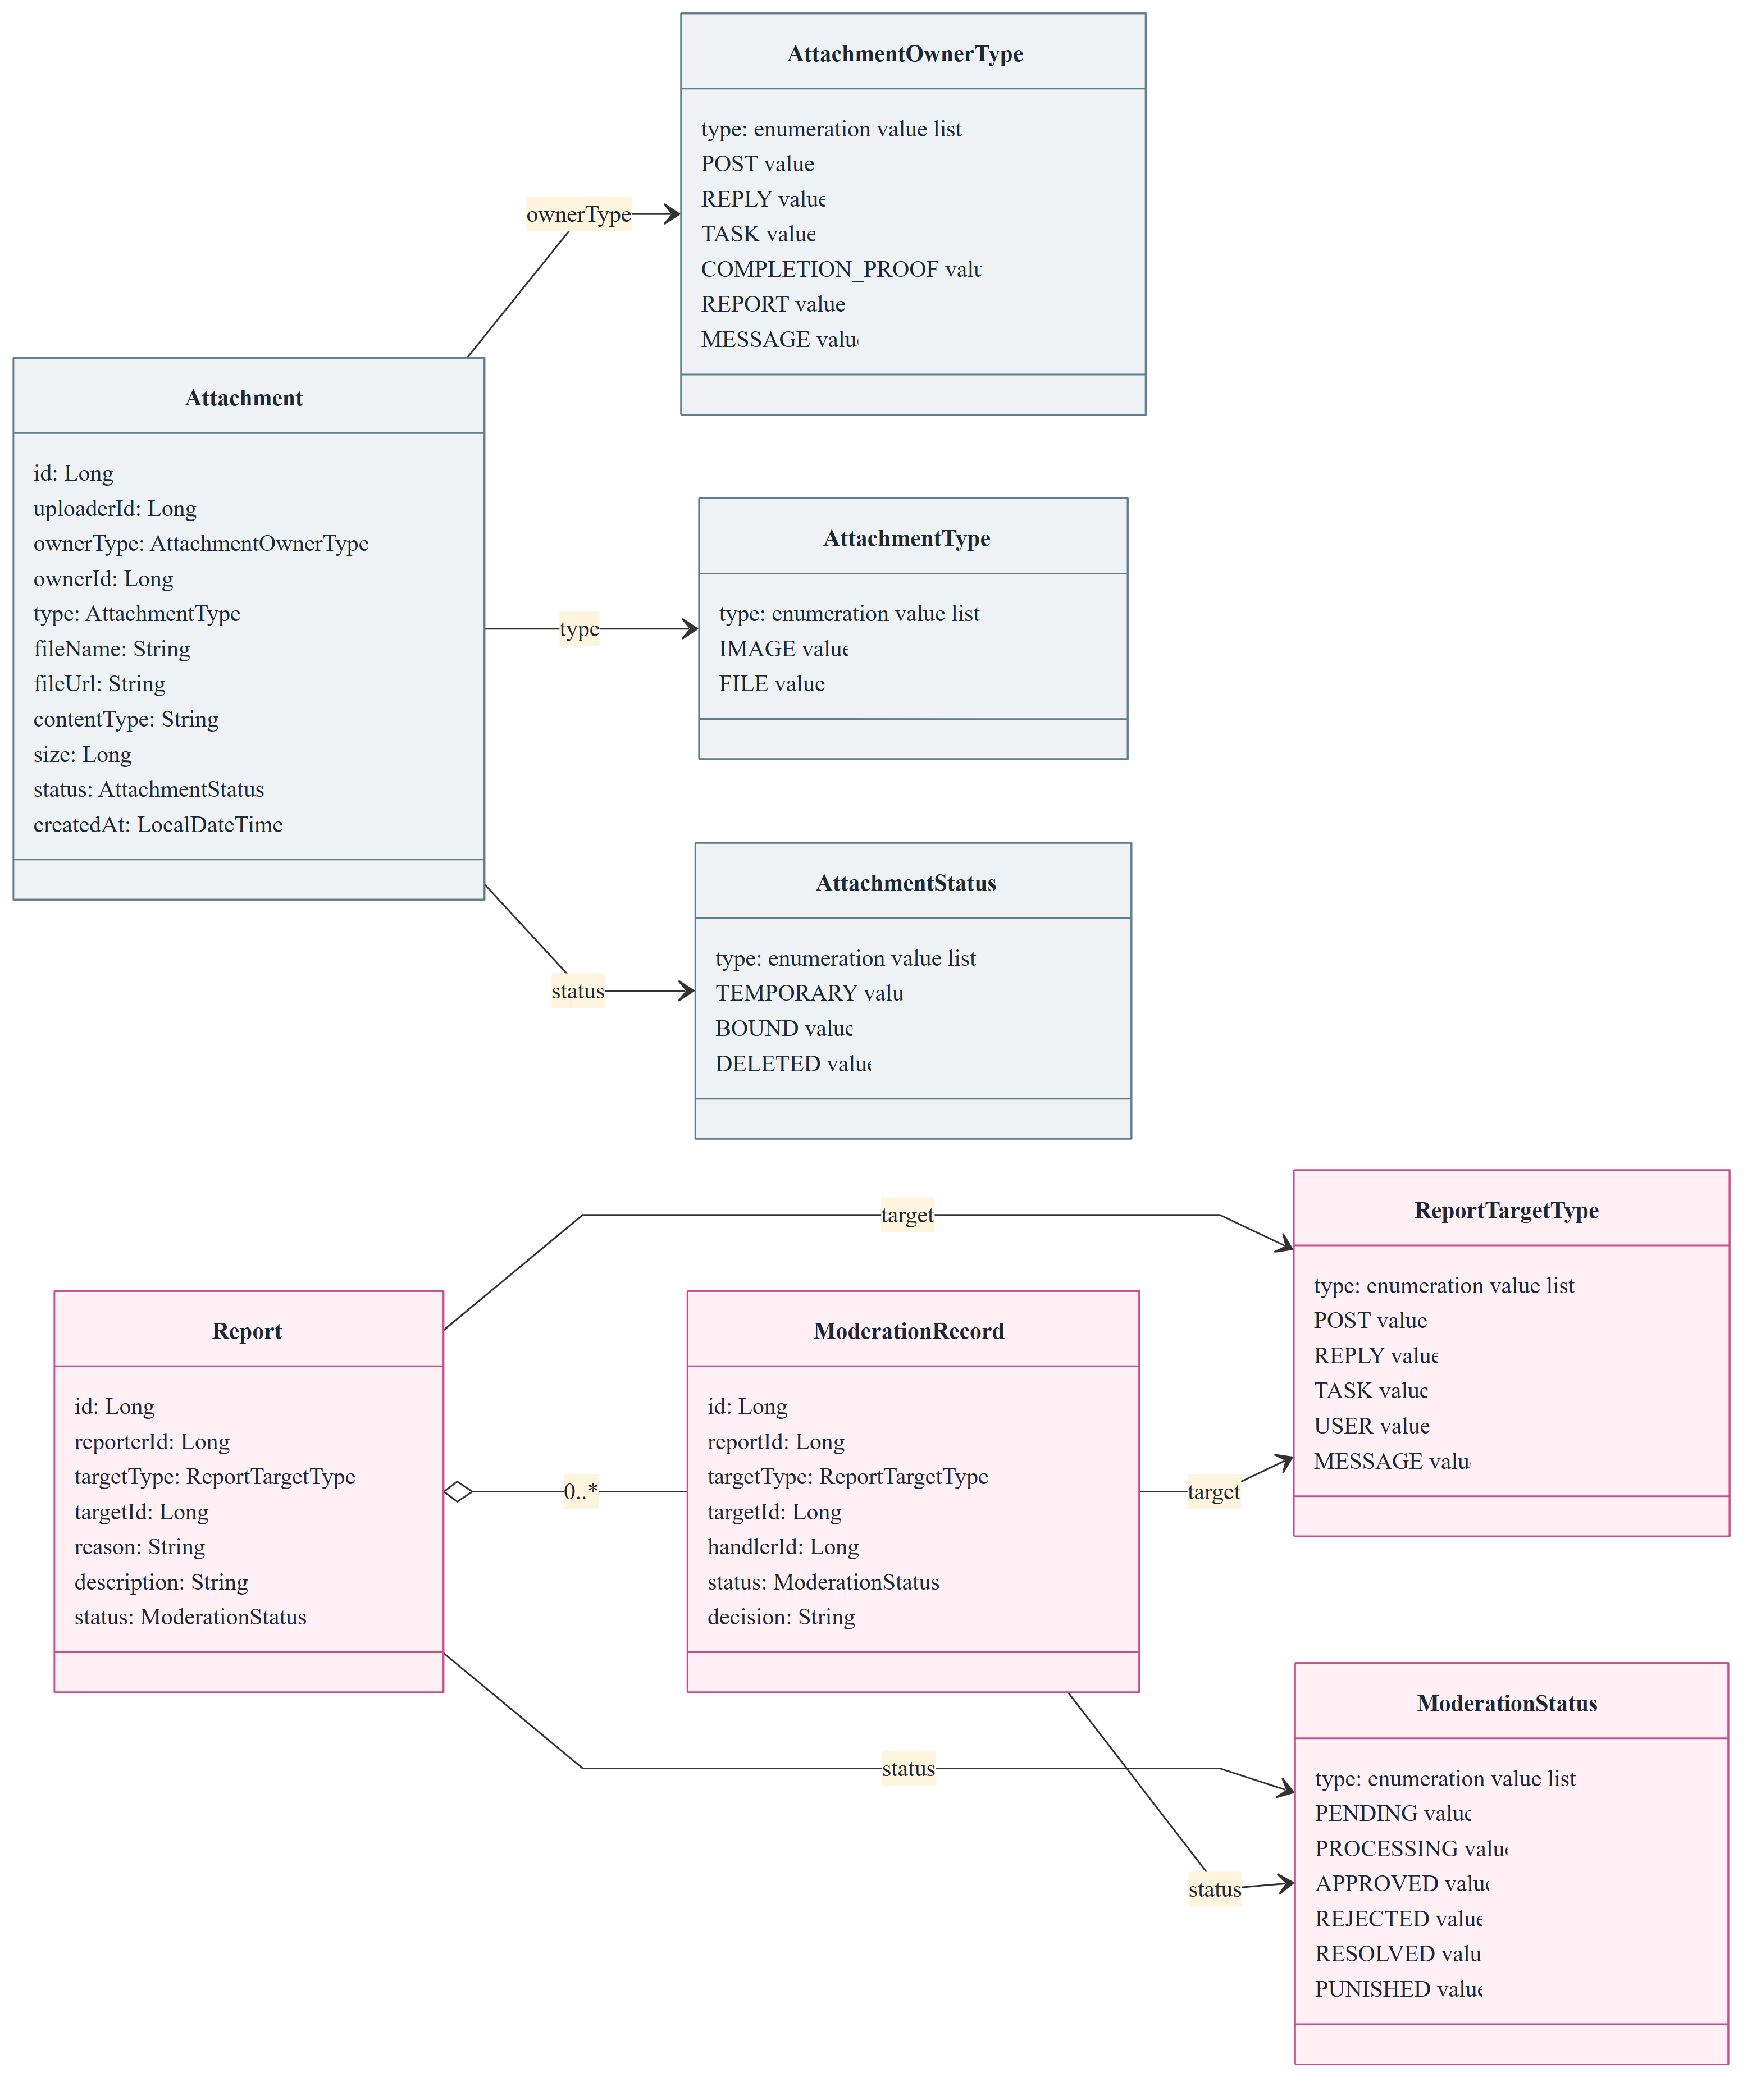 AttachmentOwnerType
type: enumeration value list
POST value
REPLY value
TASK value
COMPLETION_PROOF valu
REPORT value
MESSAGE valu
ownerType
Attachment
id: Long
uploaderId: Long
ownerType: AttachmentOwnerType
ownerId: Long
type: AttachmentType
fileName: String
fileUrl: String
contentType: String
size: Long
status: AttachmentStatus
createdAt: LocalDateTime
type
AttachmentType
type: enumeration value list
IMAGE value
FILE value
status
AttachmentStatus
type: enumeration value list
TEMPORARY valu
BOUND value
DELETED value
target
ReportTargetType
type: enumeration value list
POST value
REPLY value
TASK value
USER value
MESSAGE valu
Report
id: Long
reporterId: Long
targetType: ReportTargetType
targetId: Long
reason: String
description: String
status: ModerationStatus
0..*
ModerationRecord
id: Long
reportId: Long
targetType: ReportTargetType
targetId: Long
handlerId: Long
status: ModerationStatus
decision: String
target
status
status
ModerationStatus
type: enumeration value list
PENDING value
PROCESSING valu
APPROVED value
REJECTED value
RESOLVED valu
PUNISHED value